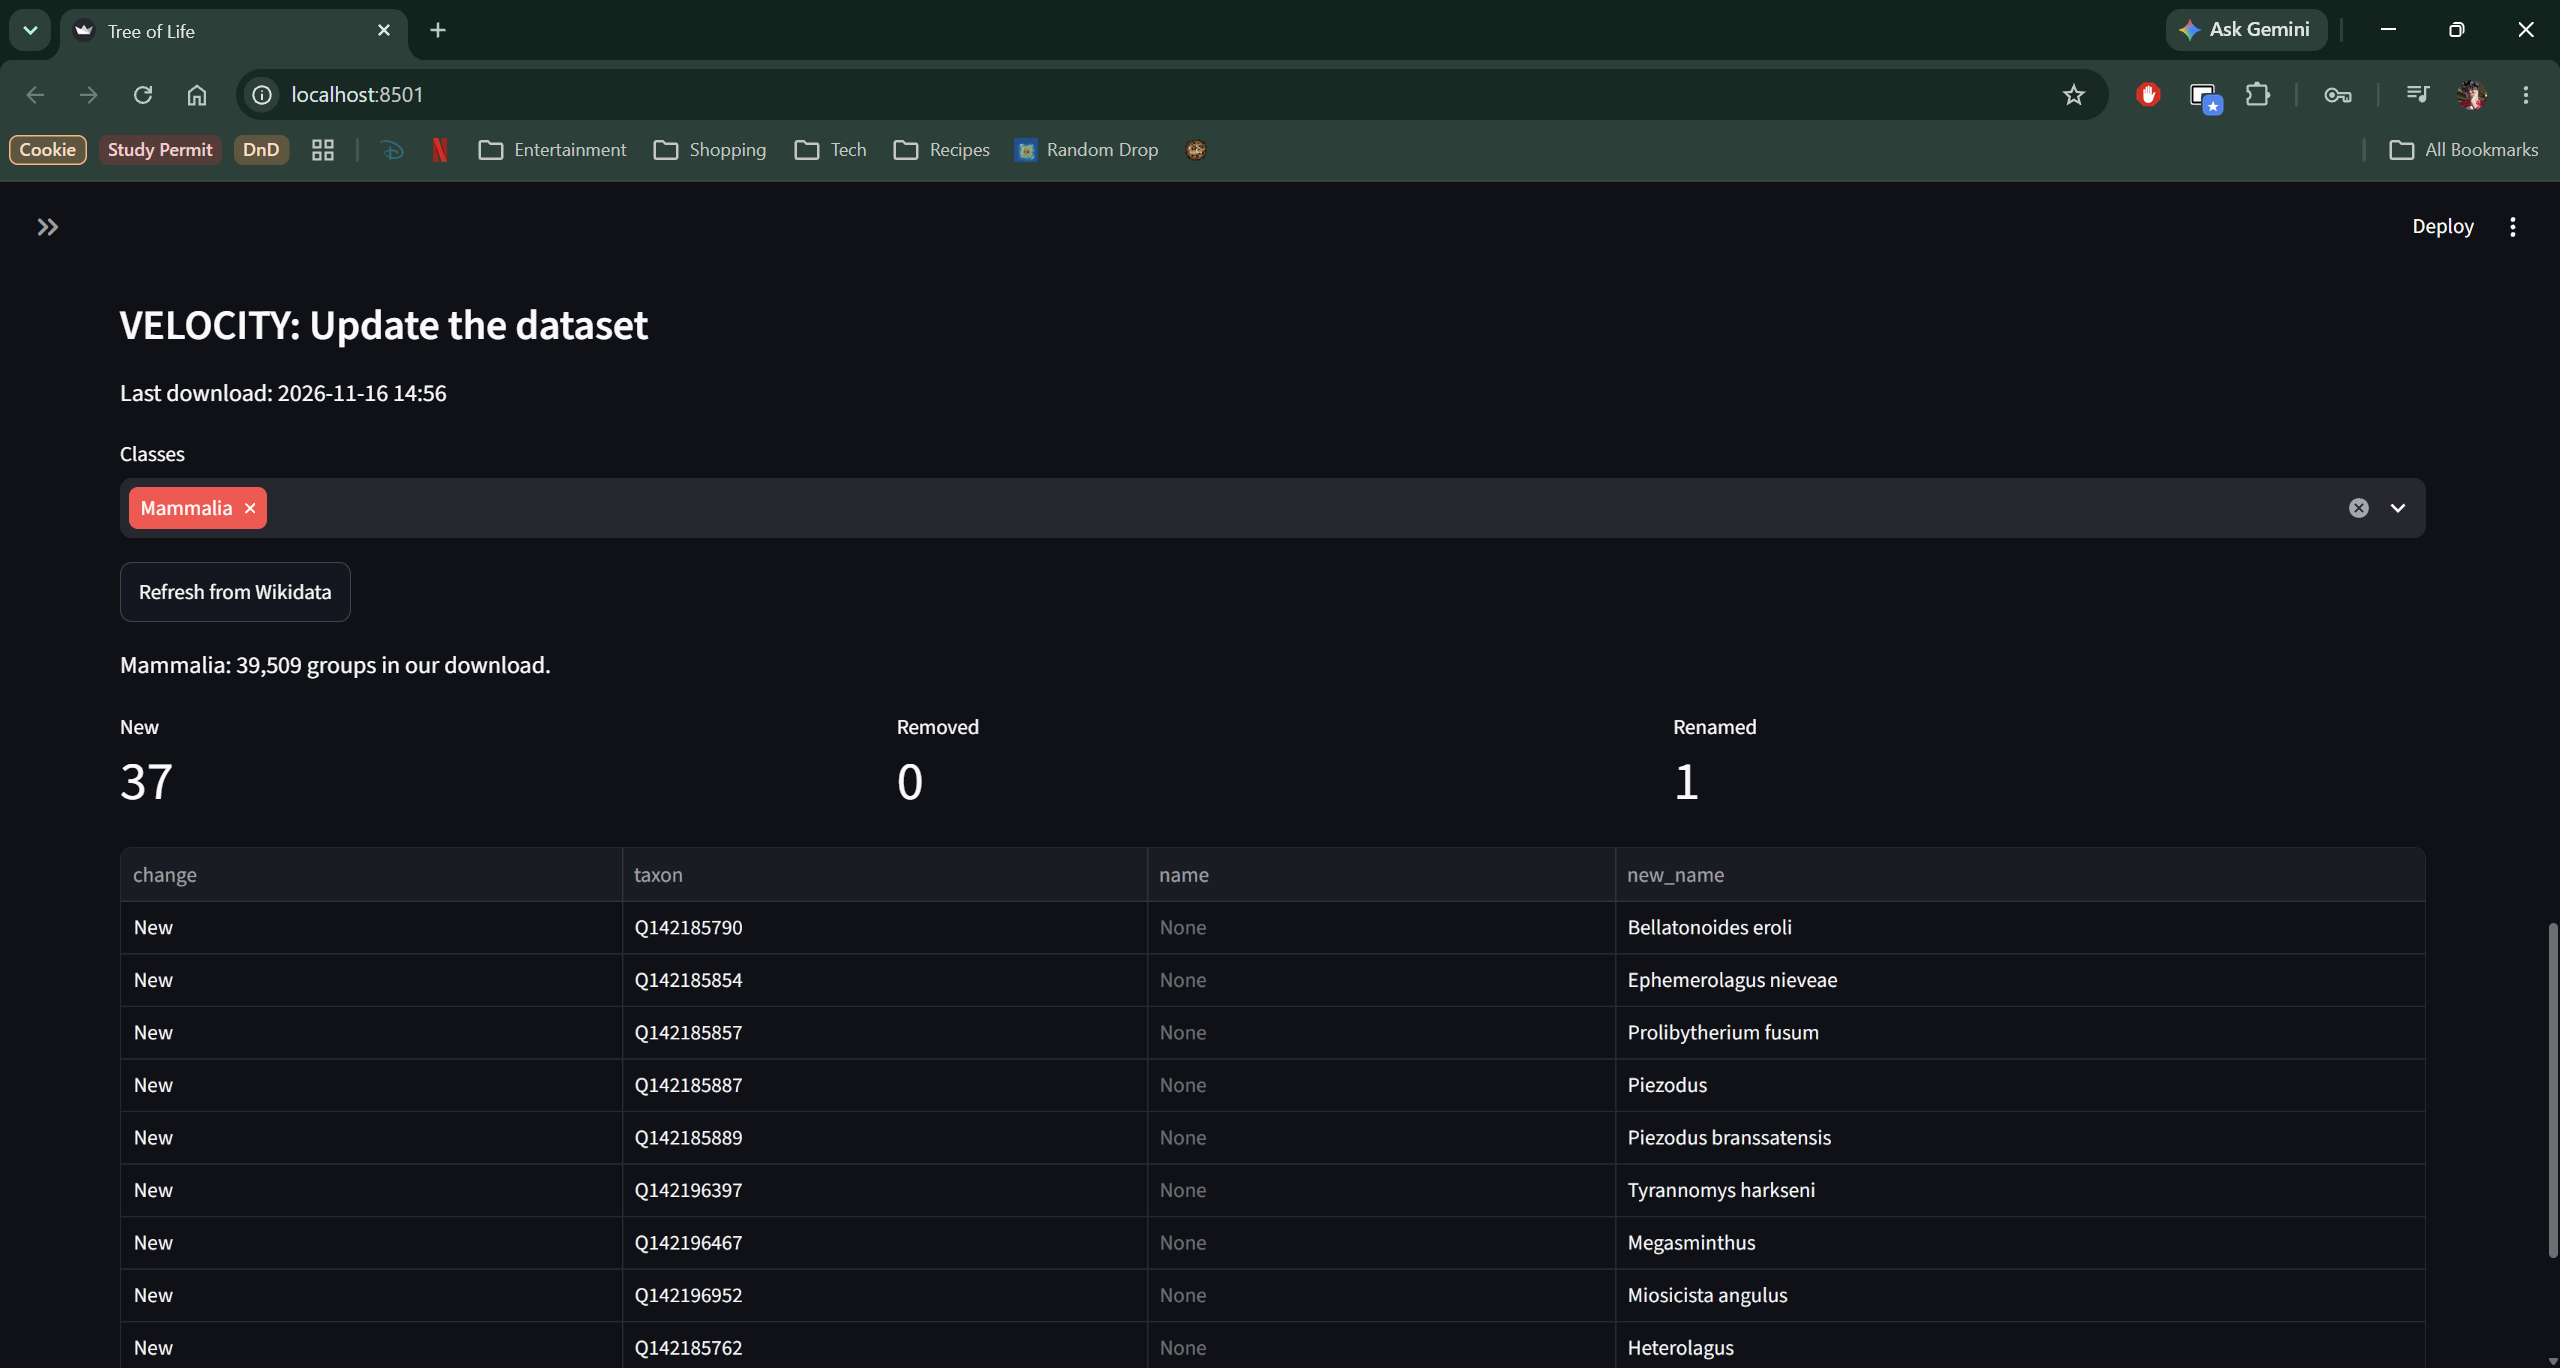 Tree of Life
Ask Gemini
localhost:8501
Cookie Study Permit DnD Entertainment Shopping Tech Recipes Random Drop All Bookmarks
Deploy
VELOCITY: Update the dataset
Last download: 2026-11-16 14:56
Classes
Mammalia
Refresh from Wikidata
Mammalia: 39,509 groups in our download.
New Removed Renamed
37 0 1
change taxon name new_name
New Q142185790 None Bellatonoides eroli
New Q142185854 None Ephemerolagus nieveae
New Q142185857 None Prolibytherium fusum
New Q142185887 None Piezodus
New Q142185889 None Piezodus branssatensis
New Q142196397 None Tyrannomys harkseni
New Q142196467 None Megasminthus
New Q142196952 None Miosicista angulus
New Q142185762 None Heterolagus